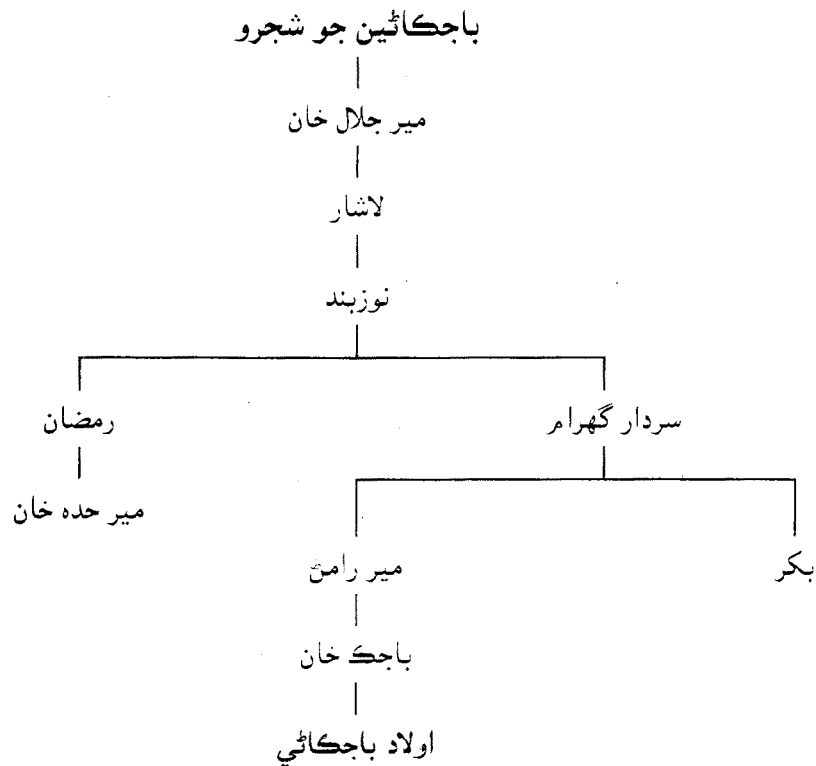 باجڪاڻين جو شجرو
مير جلال خان
لاشار
نوزبند
سردار گهرام
رمضان
مير حده خان
مير رامڻ
بکر
باجڪ خان
اولاد باجڪاڻي